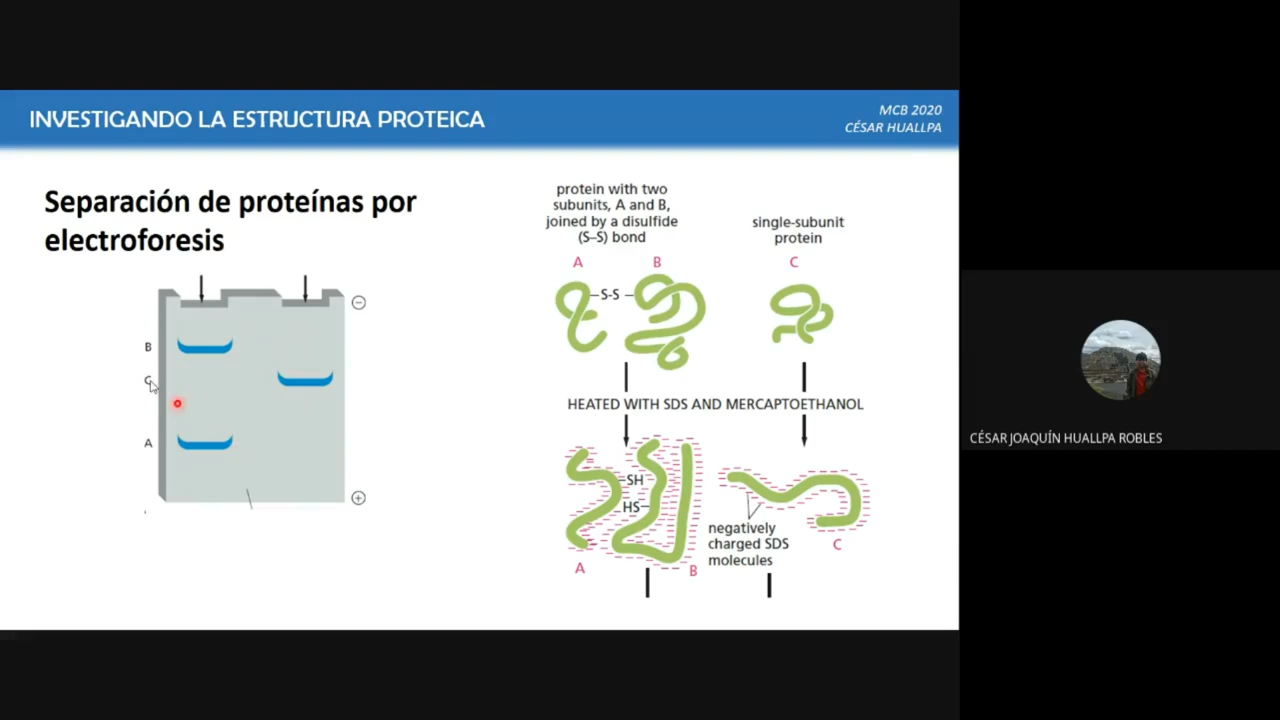 INVESTIGANDO LA ESTRUCTURA PROTEICA
MCB 2020
CÉSAR HUALLPA
Separación de proteínas por
electroforesis
B
C
A
⊖
⊕
protein with two
subunits, A and B,
joined by a disulfide
(S–S) bond
single-subunit
protein
A
B
C
S-S
HEATED WITH SDS AND MERCAPTOETHANOL
SH
HS
negatively
charged SDS
molecules
A
B
C
CÉSAR JOAQUÍN HUALLPA ROBLES